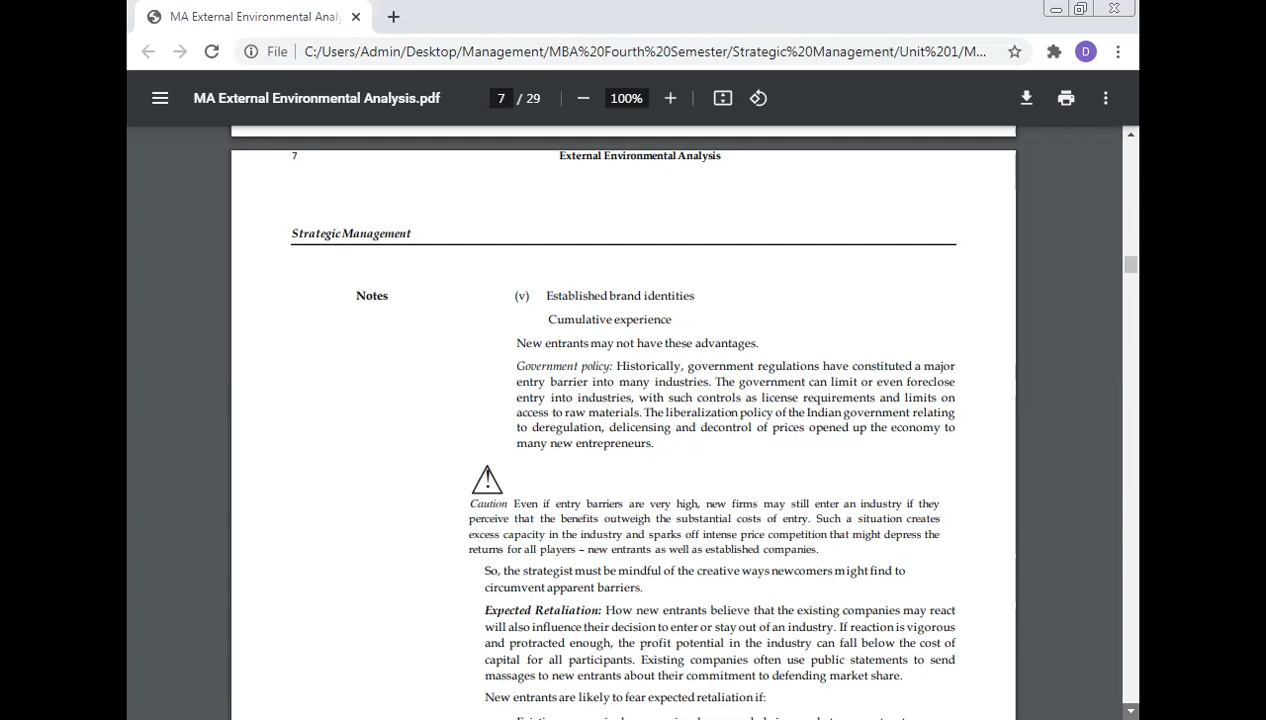 MA External Environmental Analy
File C:/Users/Admin/Desktop/Management/MBA%20Fourth%20Semester/Strategic%20Management/Unit%201/M...
D
MA External Environmental Analysis.pdf
7 / 29
100%
7 External Environmental Analysis
Strategic Management
Notes
(v) Established brand identities
Cumulative experience
New entrants may not have these advantages.
Government policy: Historically, government regulations have constituted a major
entry barrier into many industries. The government can limit or even foreclose
entry into industries, with such controls as license requirements and limits on
access to raw materials. The liberalization policy of the Indian government relating
to deregulation, delicensing and decontrol of prices opened up the economy to
many new entrepreneurs.
Caution Even if entry barriers are very high, new firms may still enter an industry if they
perceive that the benefits outweigh the substantial costs of entry. Such a situation creates
excess capacity in the industry and sparks off intense price competition that might depress the
returns for all players – new entrants as well as established companies.
So, the strategist must be mindful of the creative ways newcomers might find to
circumvent apparent barriers.
Expected Retaliation: How new entrants believe that the existing companies may react
will also influence their decision to enter or stay out of an industry. If reaction is vigorous
and protracted enough, the profit potential in the industry can fall below the cost of
capital for all participants. Existing companies often use public statements to send
massages to new entrants about their commitment to defending market share.
New entrants are likely to fear expected retaliation if: